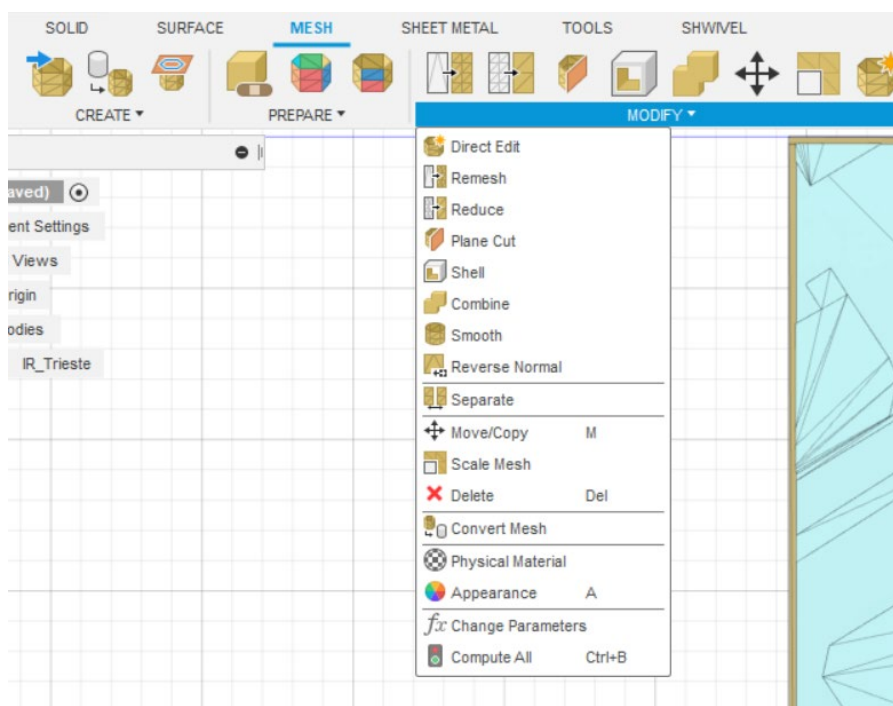 SOLID SURFACE MESH SHEET METAL TOOLS SHWIVEL
CREATE PREPARE MODIFY
aved)
ent Settings
Views
rigin
odies
IR_Trieste
Direct Edit
Remesh
Reduce
Plane Cut
Shell
Combine
Smooth
Reverse Normal
Separate
Move/Copy M
Scale Mesh
Delete Del
Convert Mesh
Physical Material
Appearance A
fx Change Parameters
Compute All Ctrl+B